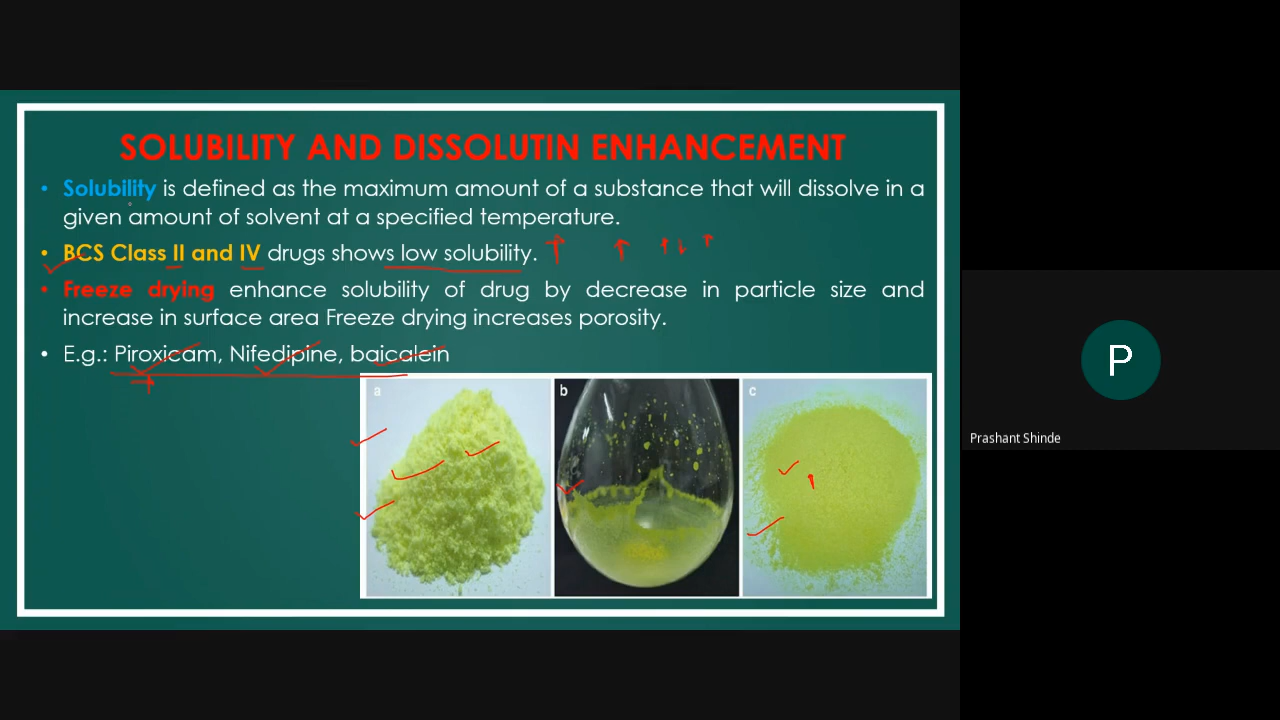 SOLUBILITY AND DISSOLUTIN ENHANCEMENT
• Solubility is defined as the maximum amount of a substance that will dissolve in a
given amount of solvent at a specified temperature.
• BCS Class II and IV drugs shows low solubility.
• Freeze drying enhance solubility of drug by decrease in particle size and
increase in surface area Freeze drying increases porosity.
• E.g.: Piroxicam, Nifedipine, baicalein
a
b
c
P
Prashant Shinde